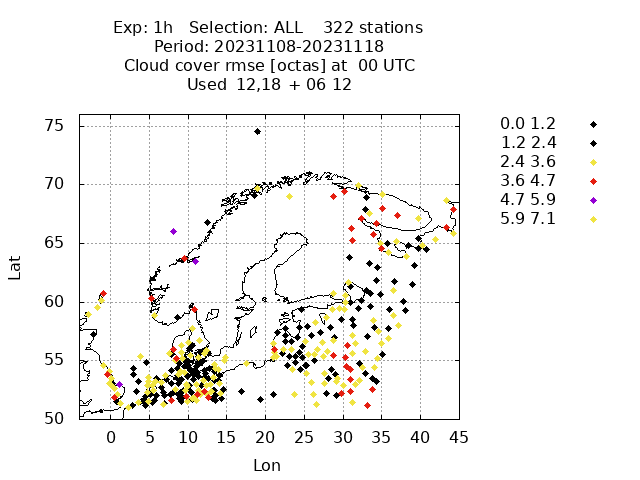 Exp: 1h   Selection: ALL    322 stations
Period: 20231108-20231118
Cloud cover rmse [octas] at  00 UTC
Used  12,18 + 06 12
75
70
65
60
55
50
Lat
0 5 10 15 20 25 30 35 40 45
Lon
0.0 1.2
1.2 2.4
2.4 3.6
3.6 4.7
4.7 5.9
5.9 7.1